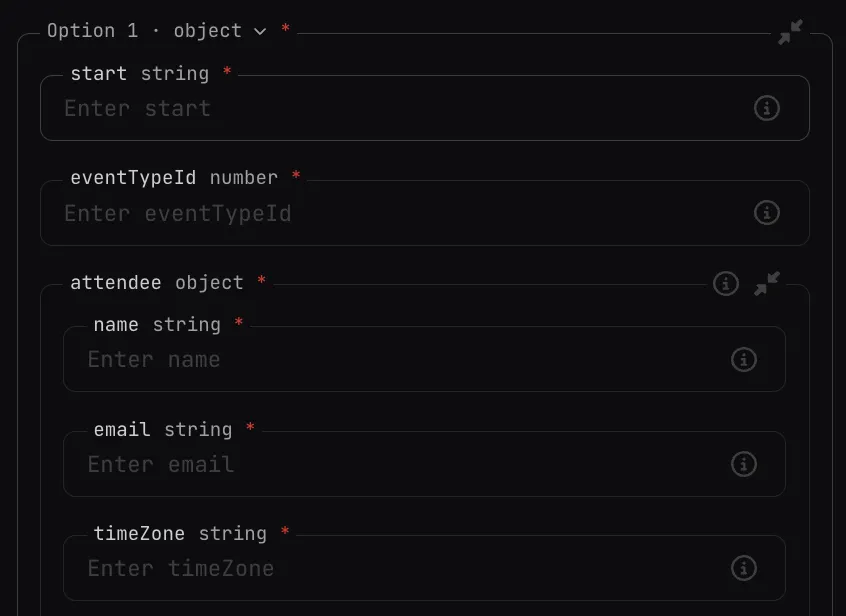 Option 1 · object *
start string *
Enter start
eventTypeId number *
Enter eventTypeId
attendee object *
name string *
Enter name
email string *
Enter email
timeZone string *
Enter timeZone